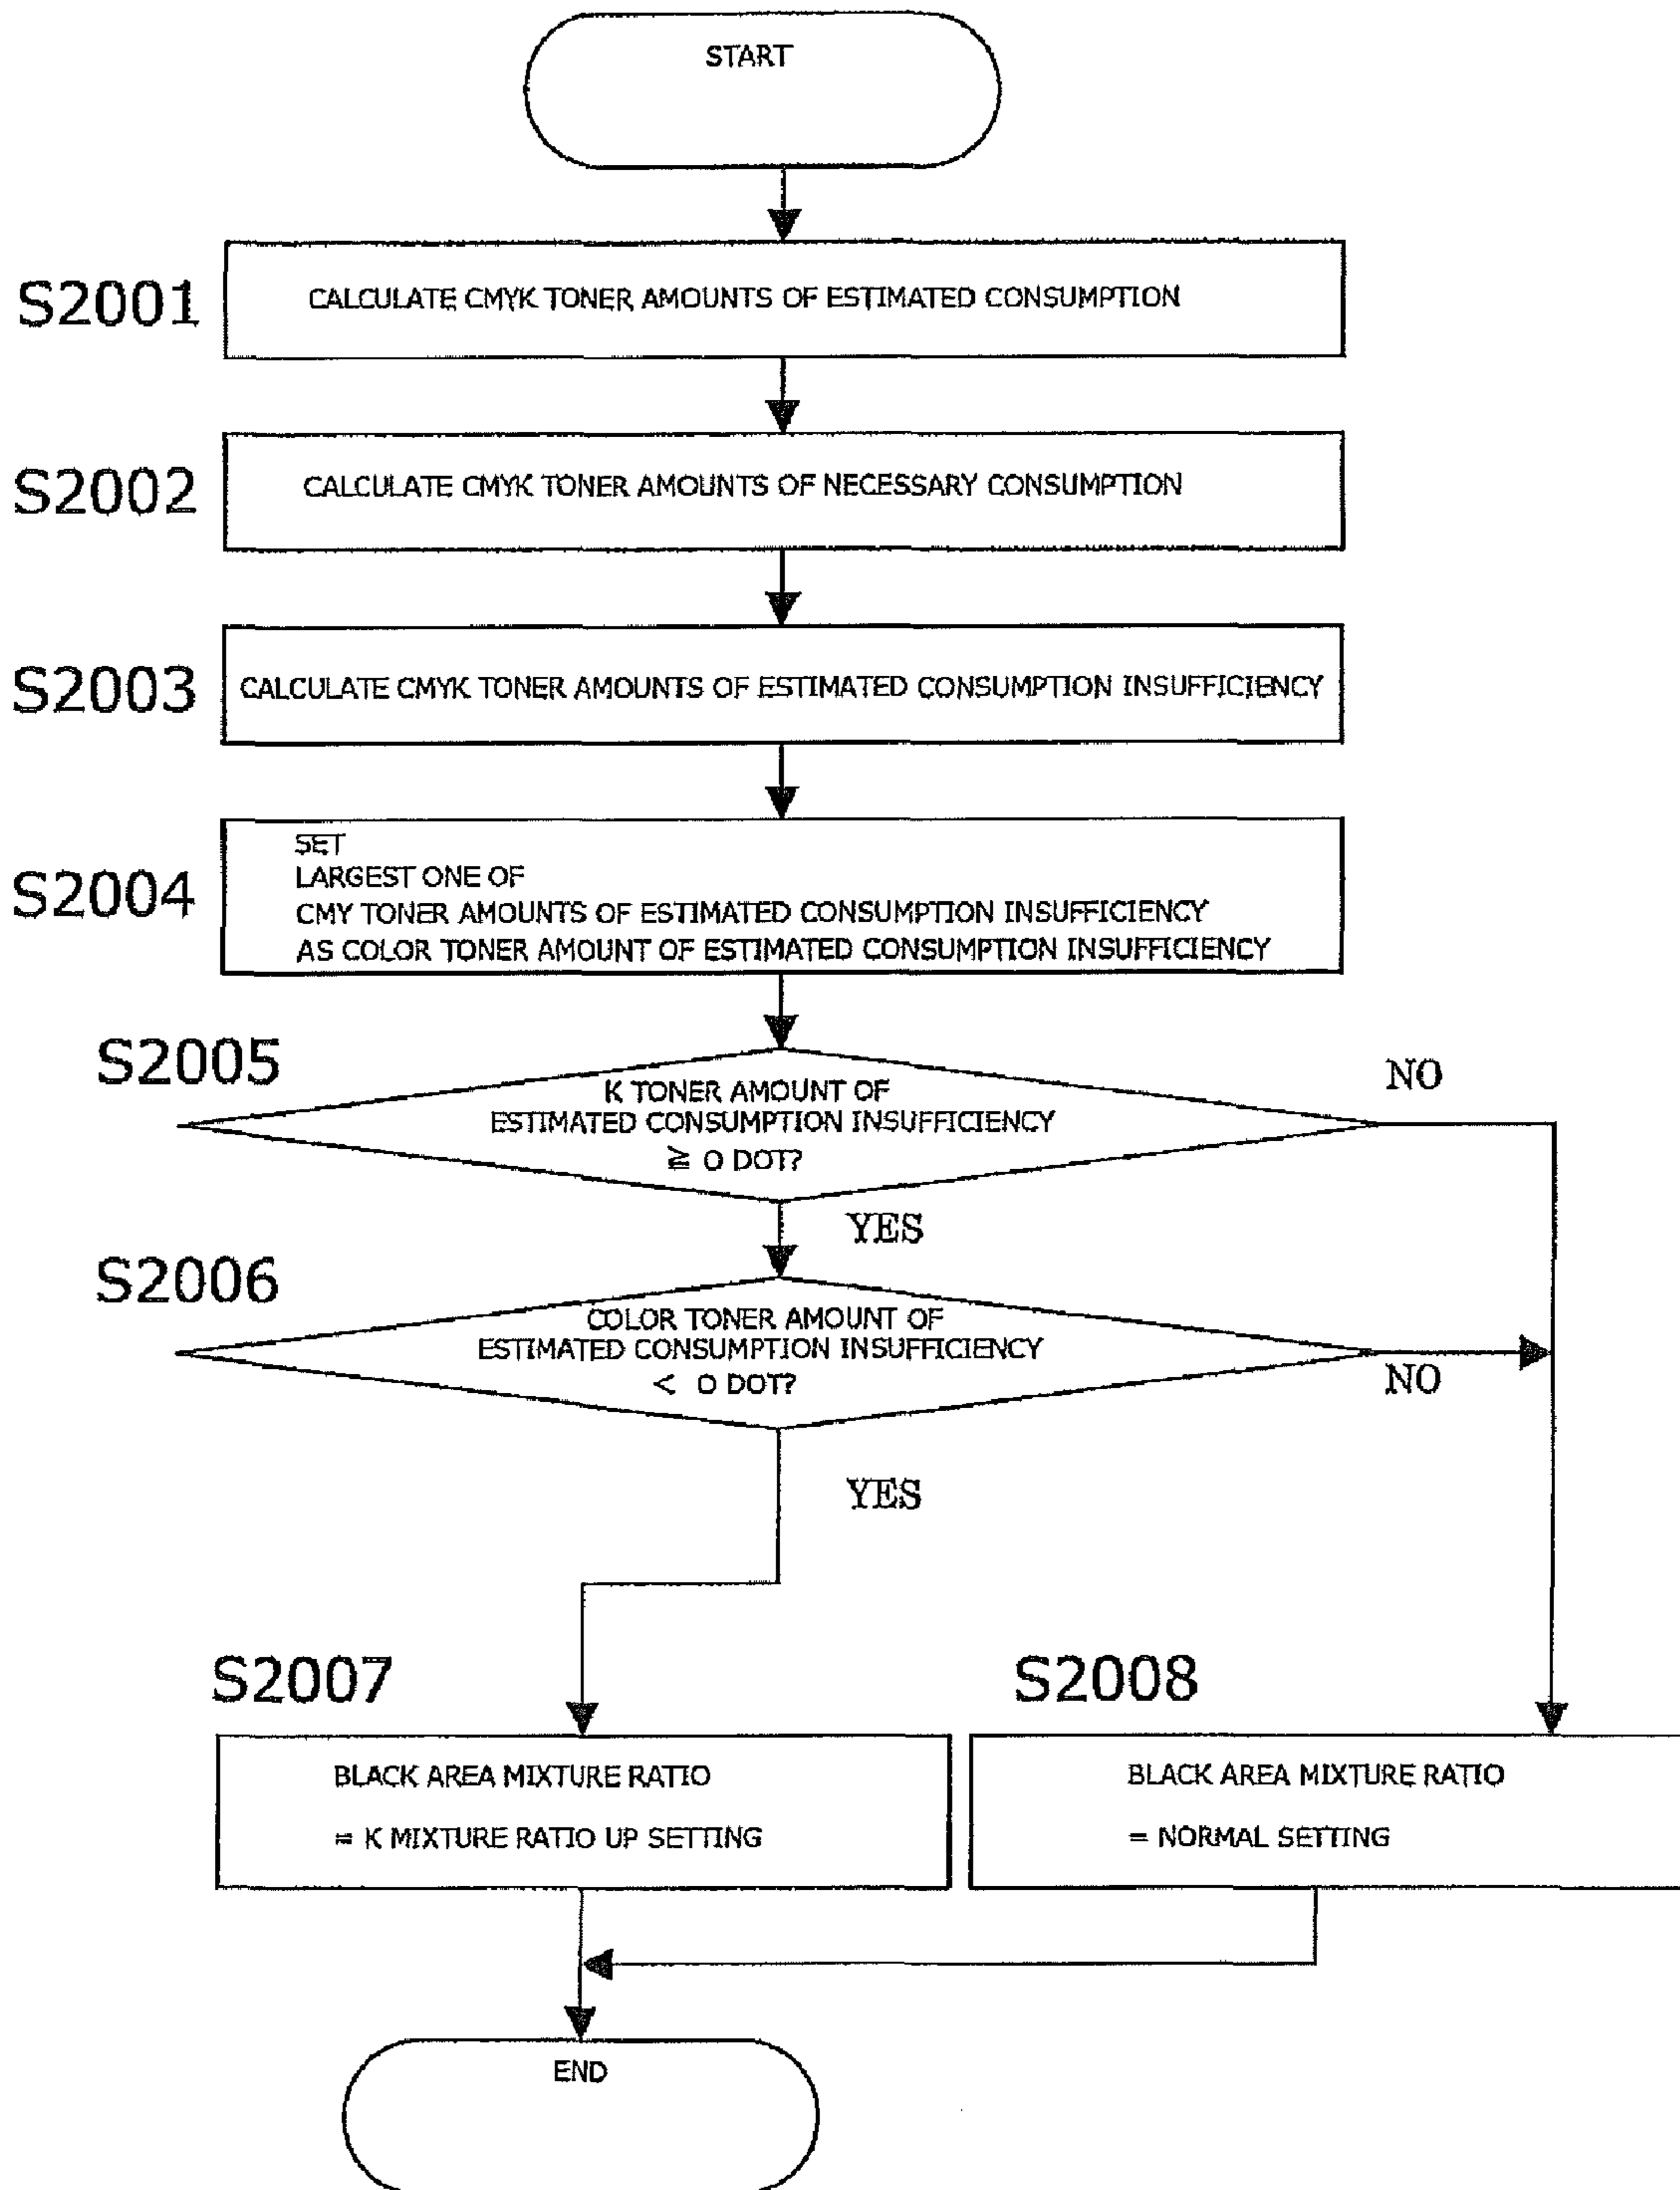 START
S2001
CALCULATE CMYK TONER AMOUNTS OF ESTIMATED CONSUMPTION
S2002
CALCULATE CMYK TONER AMOUNTS OF NECESSARY CONSUMPTION
S2003
CALCULATE CMYK TONER AMOUNTS OF ESTIMATED CONSUMPTION INSUFFICIENCY
S2004
SET
LARGEST ONE OF
CMY TONER AMOUNTS OF ESTIMATED CONSUMPTION INSUFFICIENCY
AS COLOR TONER AMOUNT OF ESTIMATED CONSUMPTION INSUFFICIENCY
S2005
K TONER AMOUNT OF
ESTIMATED CONSUMPTION INSUFFICIENCY
≧ 0 DOT?
NO
YES
S2006
COLOR TONER AMOUNT OF
ESTIMATED CONSUMPTION INSUFFICIENCY
< 0 DOT?
NO
YES
S2007
BLACK AREA MIXTURE RATIO
= K MIXTURE RATIO UP SETTING
S2008
BLACK AREA MIXTURE RATIO
= NORMAL SETTING
END